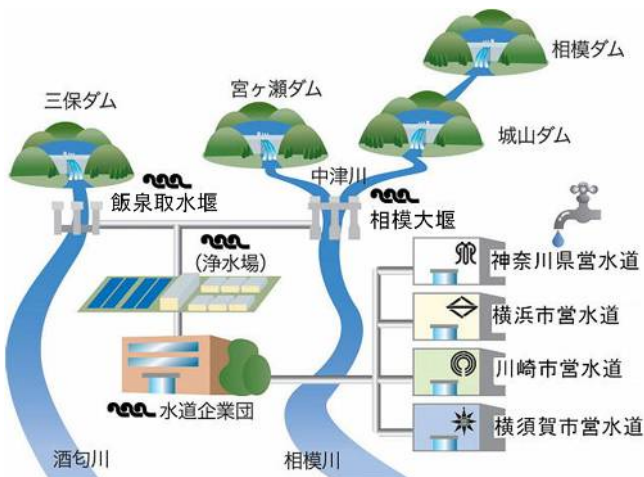 相模ダム
宮ヶ瀬ダム
三保ダム
城山ダム
中津川
飯泉取水堰
相模大堰
(浄水場)
神奈川県営水道
横浜市営水道
川崎市営水道
水道企業団
横須賀市営水道
酒匂川
相模川